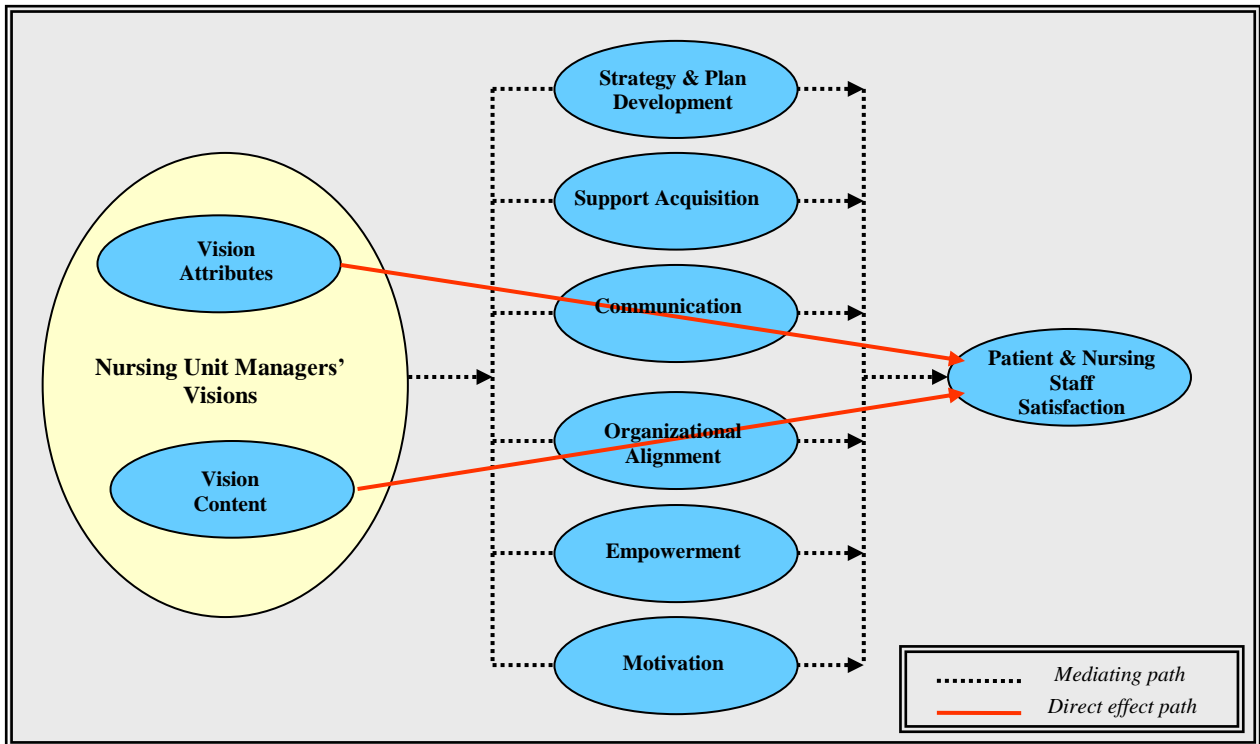 Strategy & Plan
Development
Support Acquisition
Vision
Attributes
Communication
Nursing Unit Managers’
Visions
Patient & Nursing
Staff
Satisfaction
Organizational
Alignment
Vision
Content
Empowerment
Motivation
Mediating path
Direct effect path